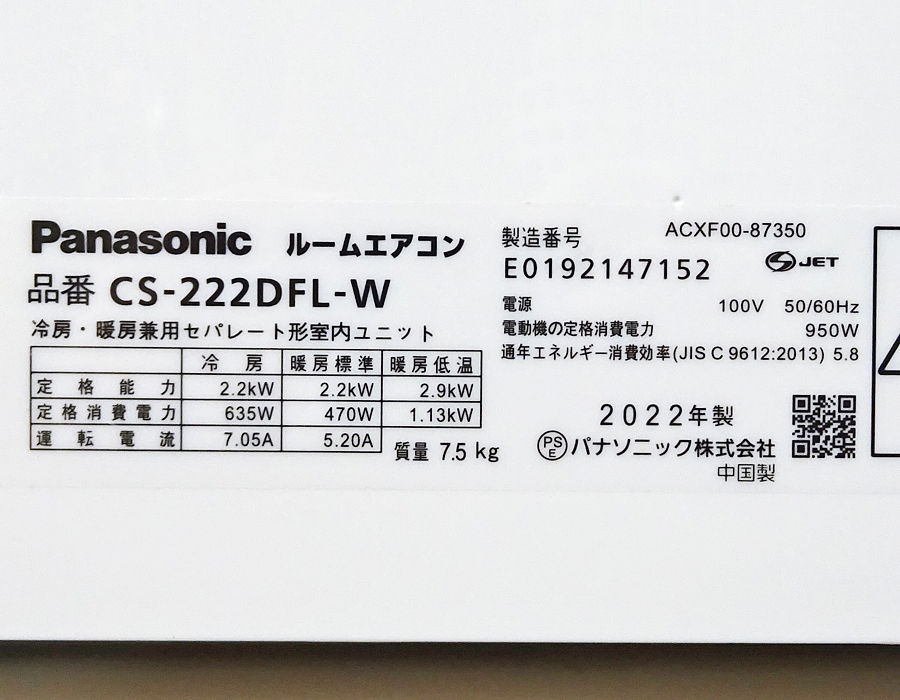 Panasonic ルームエアコン
品番 CS-222DFL-W
冷房・暖房兼用セパレート形室内ユニット
冷房 暖房標準 暖房低温
定格能力 2.2kW 2.2kW 2.9kW
定格消費電力 635W 470W 1.13kW
運転電流 7.05A 5.20A
質量 7.5 kg
製造番号 ACXF00-87350
E0192147152 JET
電源 100V 50/60Hz
電動機の定格消費電力 950W
通年エネルギー消費効率(JIS C 9612:2013) 5.8
2022年製
PSE パナソニック株式会社
中国製